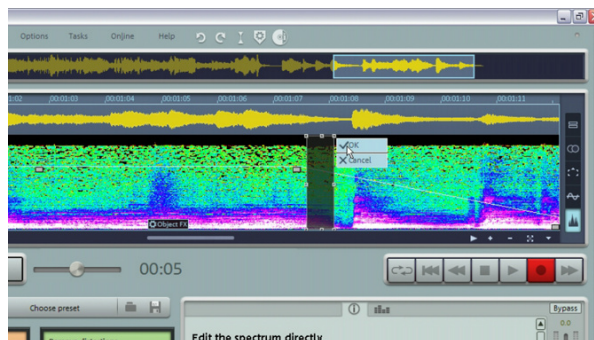 Options Tasks Online Help
1:02 00:01:03 00:01:04 00:01:05 00:01:06 00:01:07 00:01:08 00:01:09 00:01:10 00:01:11
OK
Cancel
Object FX
00:05
Choose preset
Bypass
0.0
Edit the spectrum directly